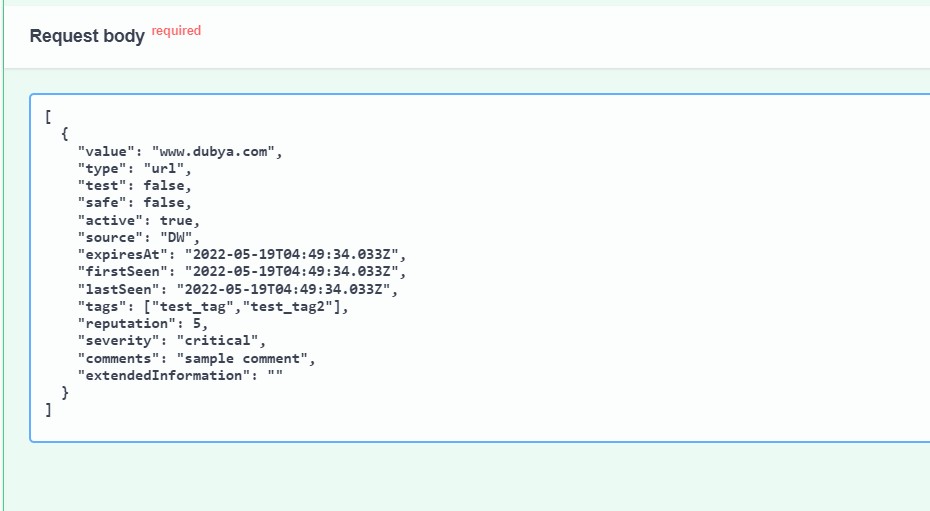 Request body required
[
  {
    "value": "www.dubya.com",
    "type": "url",
    "test": false,
    "safe": false,
    "active": true,
    "source": "DW",
    "expiresAt": "2022-05-19T04:49:34.033Z",
    "firstSeen": "2022-05-19T04:49:34.033Z",
    "lastSeen": "2022-05-19T04:49:34.033Z",
    "tags": ["test_tag","test_tag2"],
    "reputation": 5,
    "severity": "critical",
    "comments": "sample comment",
    "extendedInformation": ""
  }
]